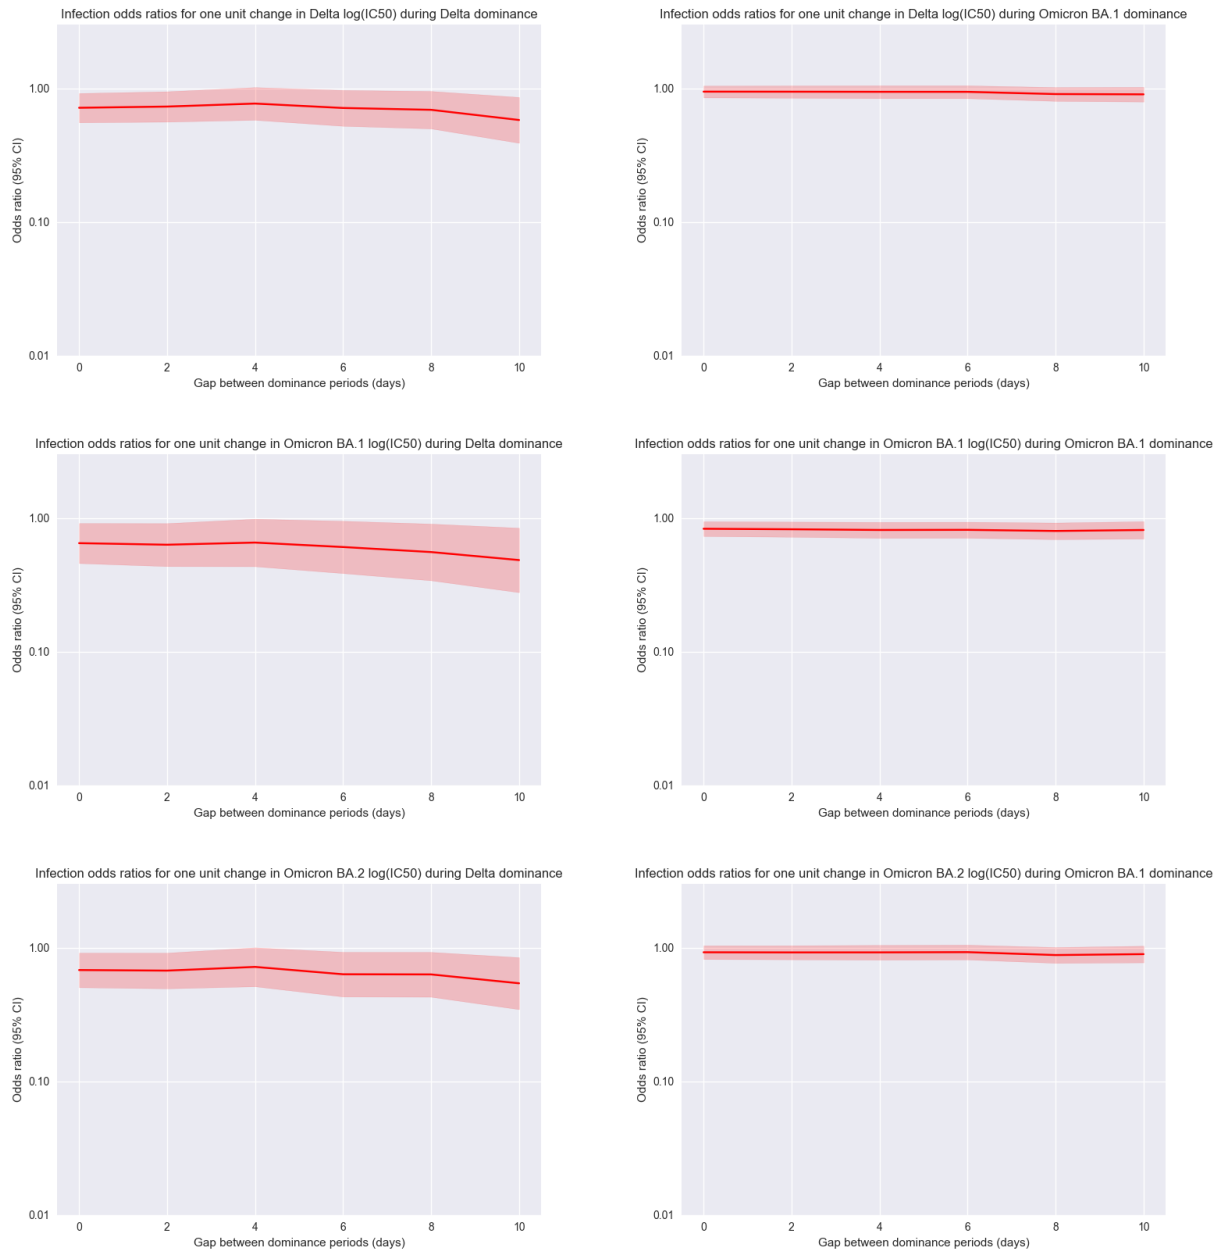 Infection odds ratios for one unit change in Delta log(IC50) during Delta dominance
1.00
0.10
0.01
Odds ratio (95% CI)
0 2 4 6 8 10
Gap between dominance periods (days)
Infection odds ratios for one unit change in Delta log(IC50) during Omicron BA.1 dominance
1.00
0.10
0.01
Odds ratio (95% CI)
0 2 4 6 8 10
Gap between dominance periods (days)
Infection odds ratios for one unit change in Omicron BA.1 log(IC50) during Delta dominance
1.00
0.10
0.01
Odds ratio (95% CI)
0 2 4 6 8 10
Gap between dominance periods (days)
Infection odds ratios for one unit change in Omicron BA.1 log(IC50) during Omicron BA.1 dominance
1.00
0.10
0.01
Odds ratio (95% CI)
0 2 4 6 8 10
Gap between dominance periods (days)
Infection odds ratios for one unit change in Omicron BA.2 log(IC50) during Delta dominance
1.00
0.10
0.01
Odds ratio (95% CI)
0 2 4 6 8 10
Gap between dominance periods (days)
Infection odds ratios for one unit change in Omicron BA.2 log(IC50) during Omicron BA.1 dominance
1.00
0.10
0.01
Odds ratio (95% CI)
0 2 4 6 8 10
Gap between dominance periods (days)